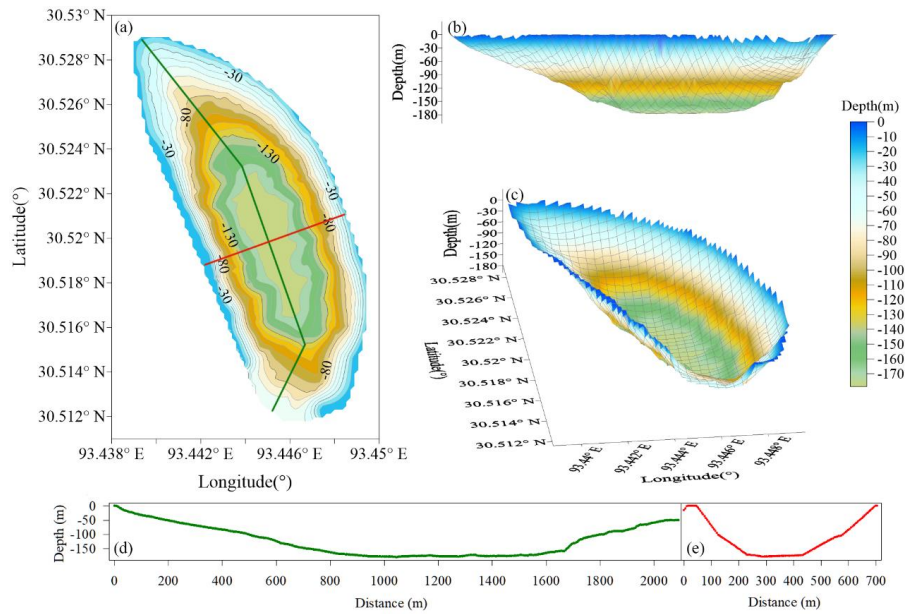 (a)
30.53° N
30.528° N
30.526° N
30.523° N
30.521° N
30.52° N
30.518° N
30.516° N
30.514° N
30.512° N
Latitude(°)
93.438° E
93.442° E
93.446° E
93.45° E
Longitude(°)
-30
-80
-30
-130
-30
-80
-130
-80
-30
-80
(b)
Depth(m)
0
-30
-60
-90
-120
-150
-180
(c)
Depth(m)
0
-30
-60
-90
-120
-150
-180
30.528° N
30.526° N
30.524° N
30.522° N
30.52° N
30.518° N
30.516° N
30.514° N
30.512° N
Latitude(°)
93.44° E
93.442° E
93.444° E
93.446° E
93.448° E
Longitude(°)
Depth(m)
0
-10
-20
-30
-40
-50
-60
-70
-80
-90
-100
-110
-120
-130
-140
-150
-160
-170
(d)
Depth (m)
0
-50
-100
-150
0
200
400
600
800
1000
1200
1400
1600
1800
2000
Distance (m)
(e)
0
100
200
300
400
500
600
700
Distance (m)